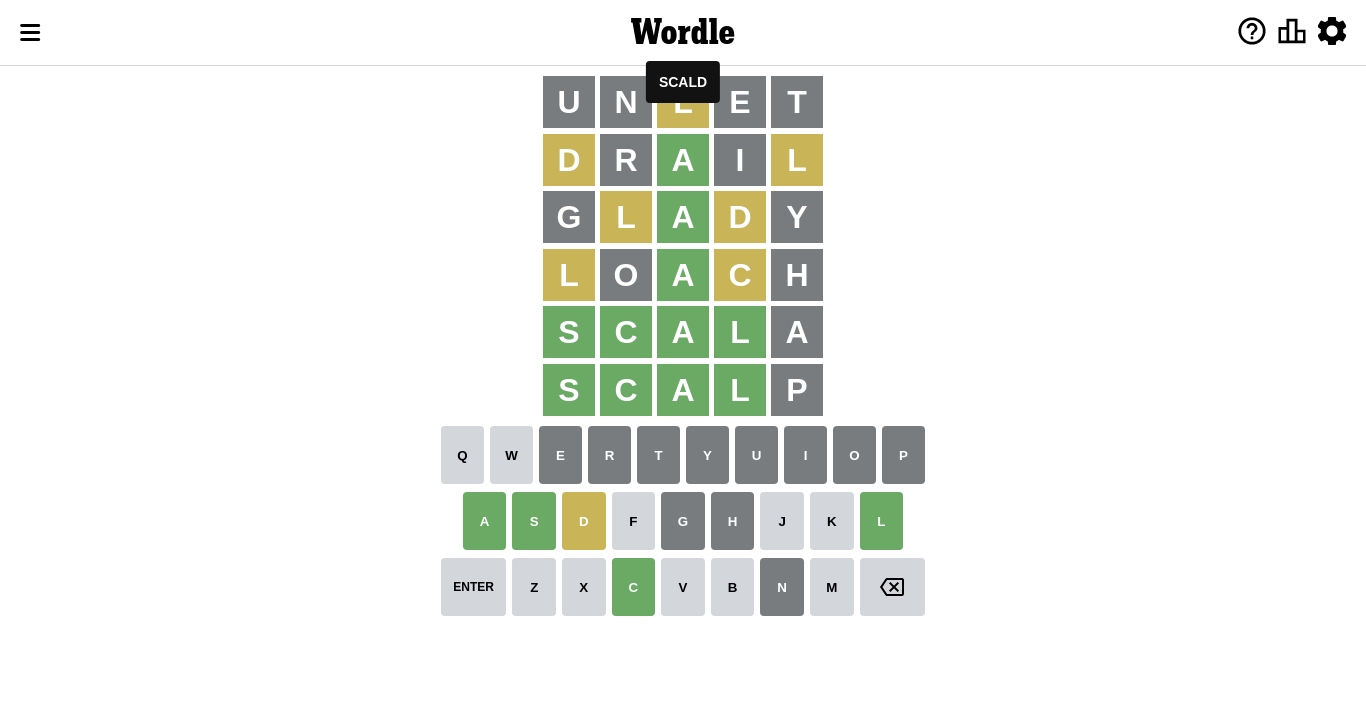 Wordle
SCALD
U N L E T
D R A I L
G L A D Y
L O A C H
S C A L A
S C A L P
Q W E R T Y U I O P
A S D F G H J K L
ENTER Z X C V B N M